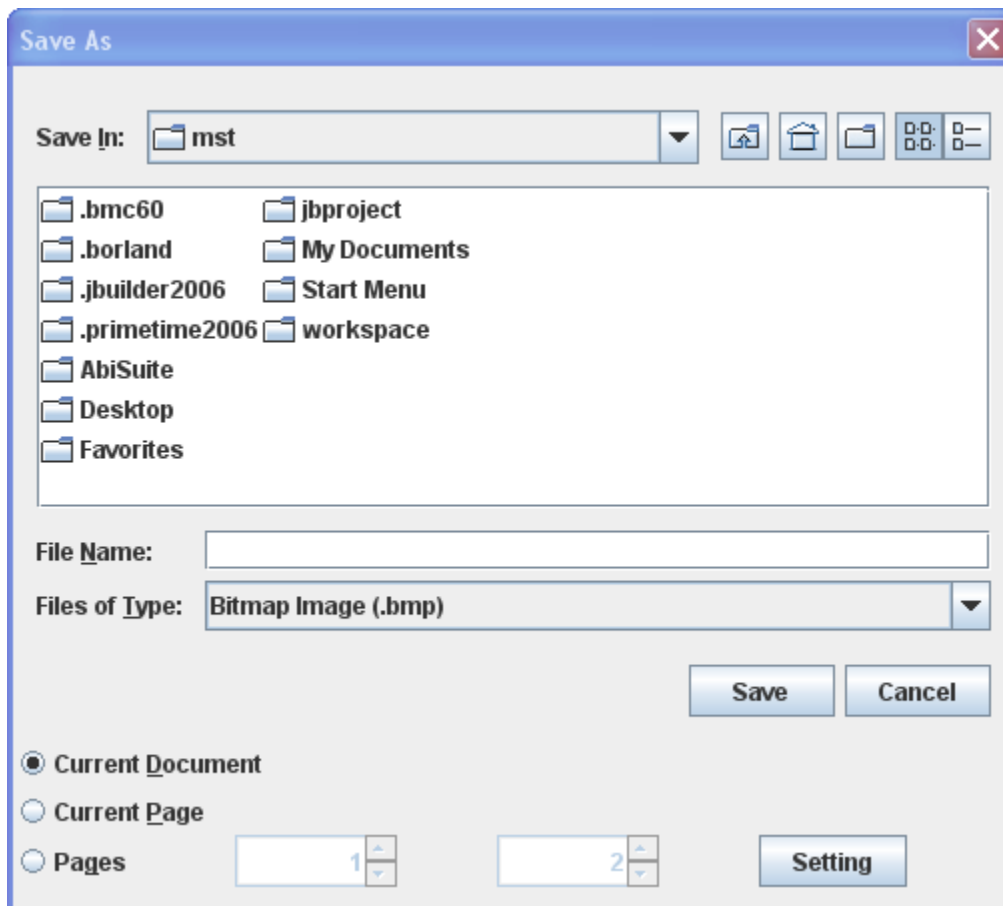 Save As
Save In: mst
.bmc60 jbproject
.borland My Documents
.jbuilder2006 Start Menu
.primetime2006 workspace
AbiSuite
Desktop
Favorites
File Name:
Files of Type: Bitmap Image (.bmp)
Save Cancel
Current Document
Current Page
Pages 1 2 Setting